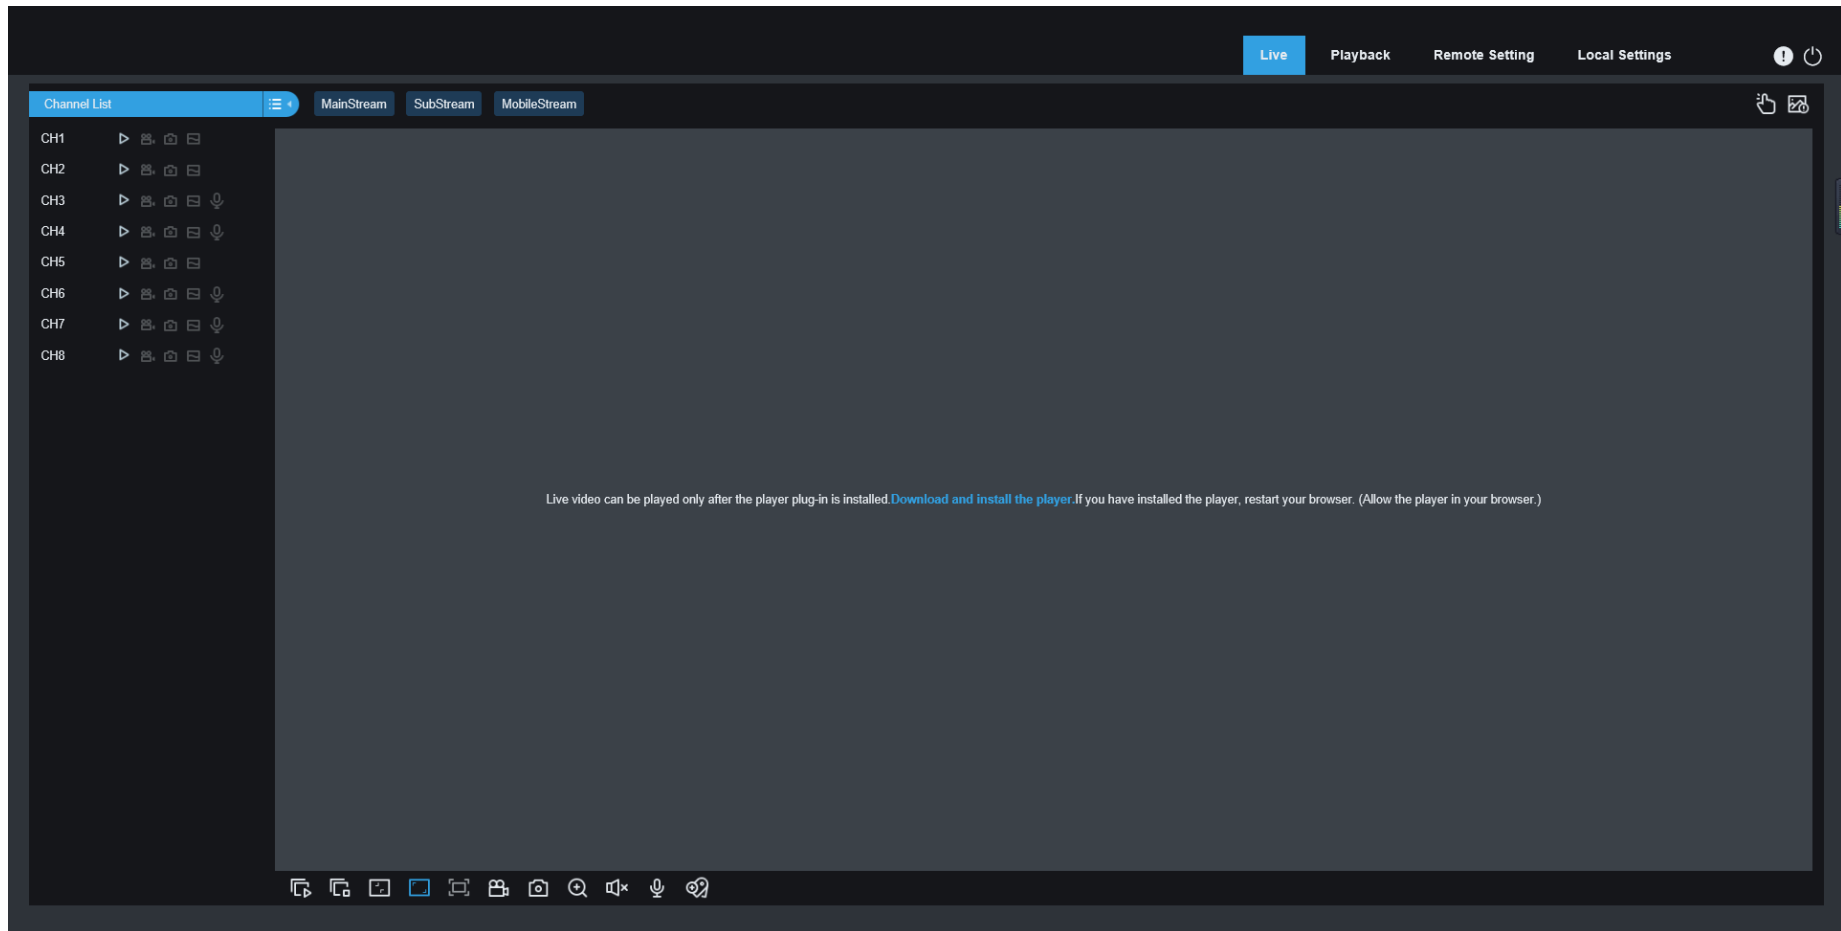 Live Playback Remote Setting Local Settings
Channel List MainStream SubStream MobileStream
CH1
CH2
CH3
CH4
CH5
CH6
CH7
CH8
Live video can be played only after the player plug-in is installed.Download and install the player.If you have installed the player, restart your browser. (Allow the player in your browser.)